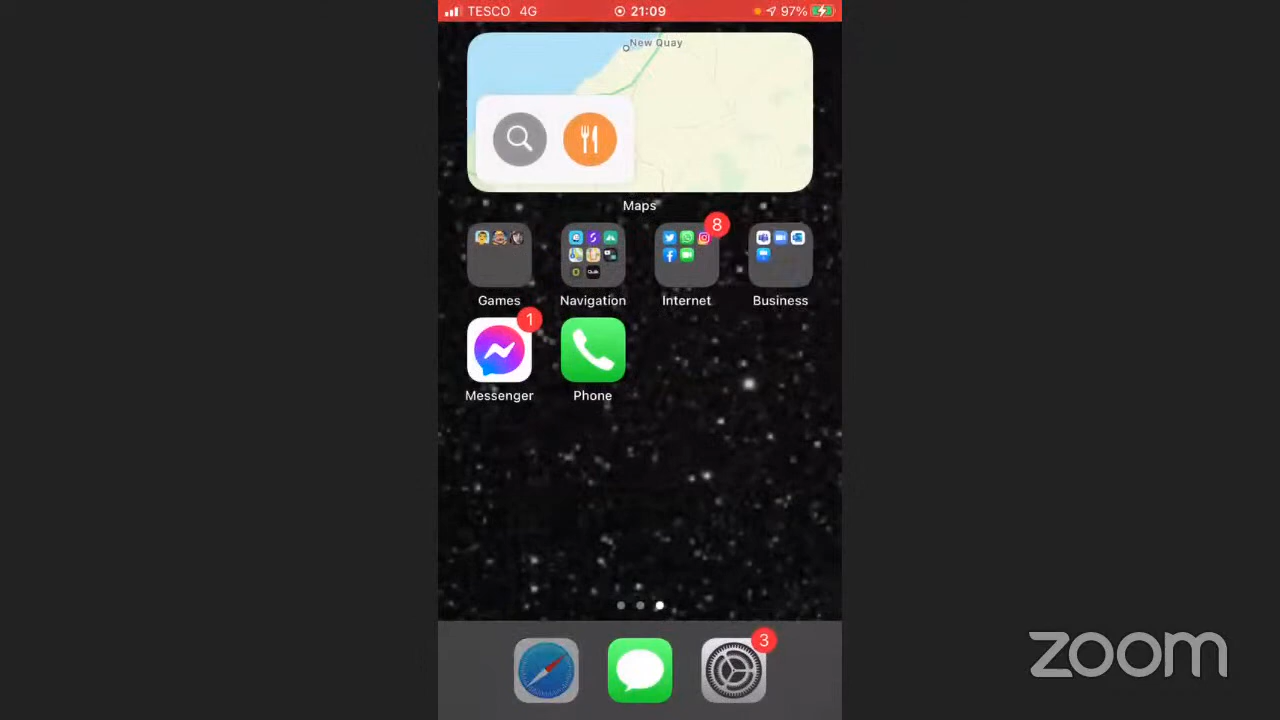 TESCO 4G 21:09 97%
New Quay
Maps
8
Games Navigation Internet Business
1
Messenger Phone
3
zoom